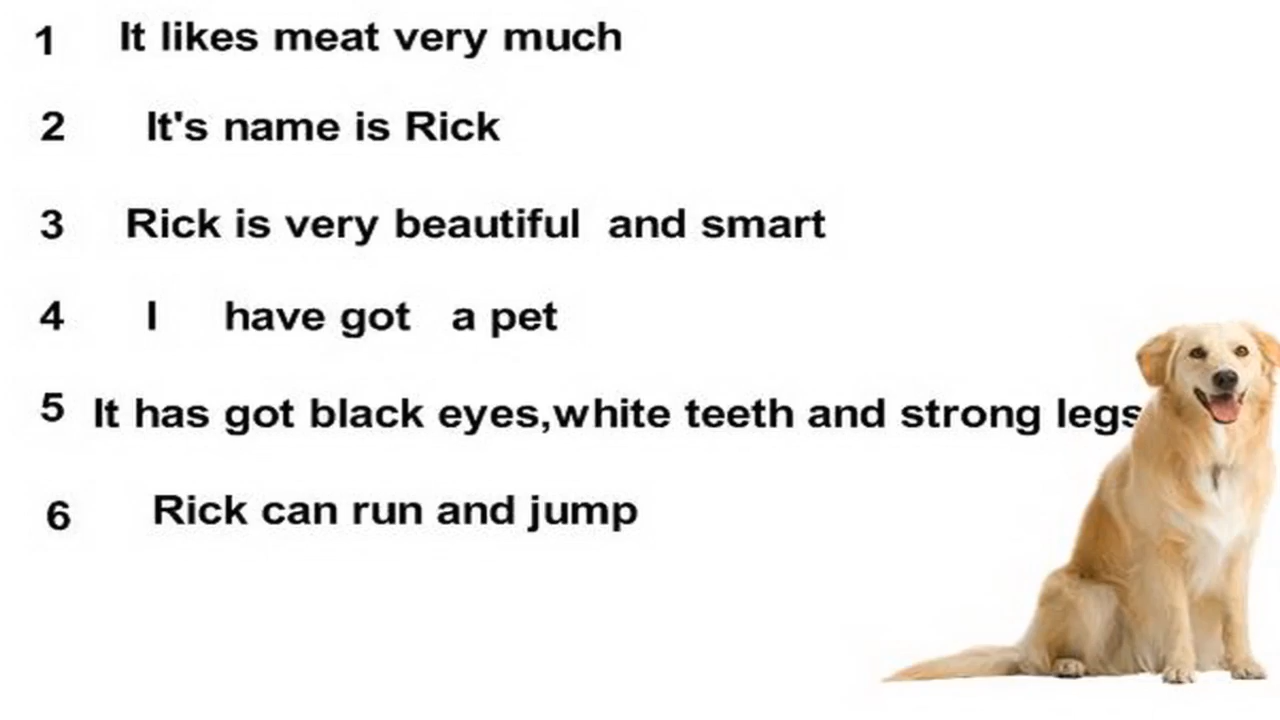 1 It likes meat very much
2 It's name is Rick
3 Rick is very beautiful and smart
4 I have got a pet
5 It has got black eyes,white teeth and strong legs
6 Rick can run and jump